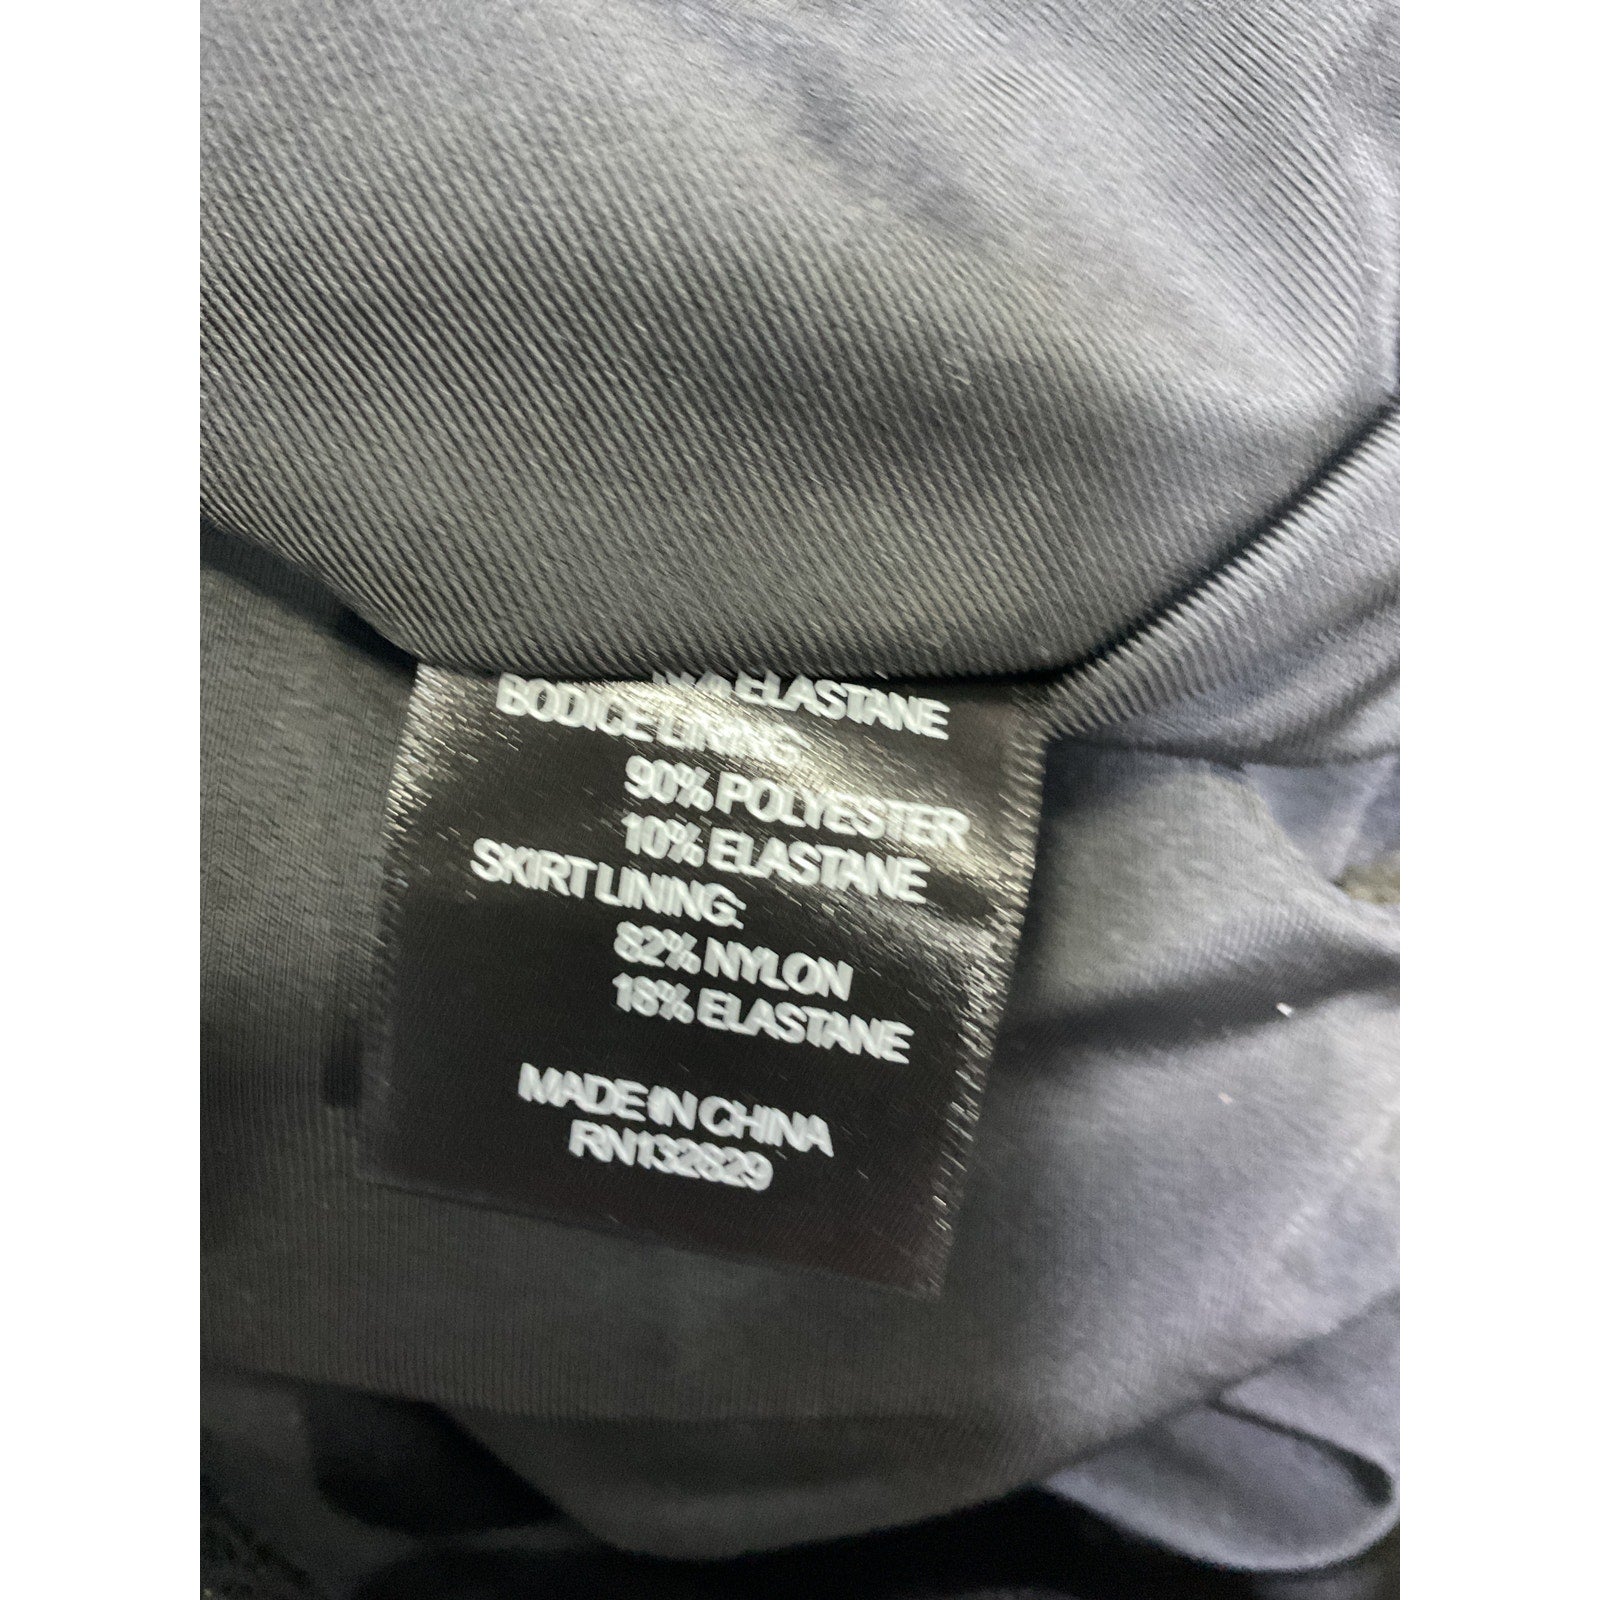 ELASTANE
BODICE LINING:
90% POLYESTER
10% ELASTANE
SKIRT LINING:
82% NYLON
18% ELASTANE
MADE IN CHINA
RN132829